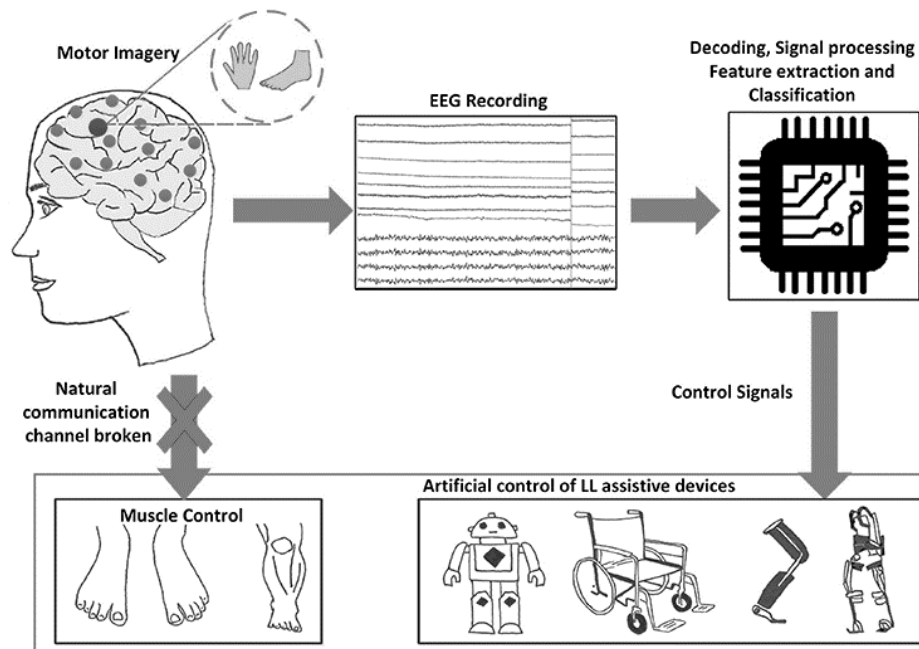 Motor Imagery
EEG Recording
Decoding, Signal processing
Feature extraction and
Classification
Natural
communication
channel broken
Control Signals
Artificial control of LL assistive devices
Muscle Control